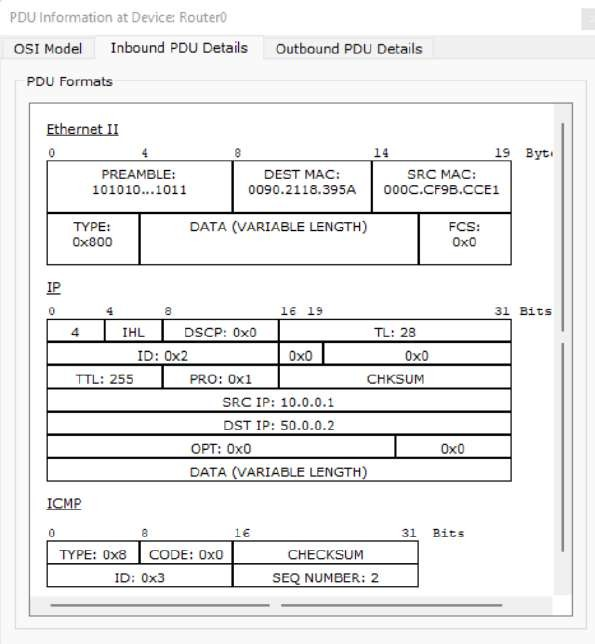 PDU Information at Device: Router0
OSI Model Inbound PDU Details Outbound PDU Details
PDU Formats
Ethernet II
0 4 8 14 19
PREAMBLE: DEST MAC: SRC MAC:
101010...1011 0090.2118.395A 000C.CF9B.CCE1
TYPE: DATA (VARIABLE LENGTH) FCS:
0x800 0x0
IP
0 4 8 16 19 31 Bits
4 IHL DSCP: 0x0 TL: 28
ID: 0x2 0x0 0x0
TTL: 255 PRO: 0x1 CHKSUM
SRC IP: 10.0.0.1
DST IP: 50.0.0.2
OPT: 0x0 0x0
DATA (VARIABLE LENGTH)
ICMP
0 8 16 31 Bits
TYPE: 0x8 CODE: 0x0 CHECKSUM
ID: 0x3 SEQ NUMBER: 2